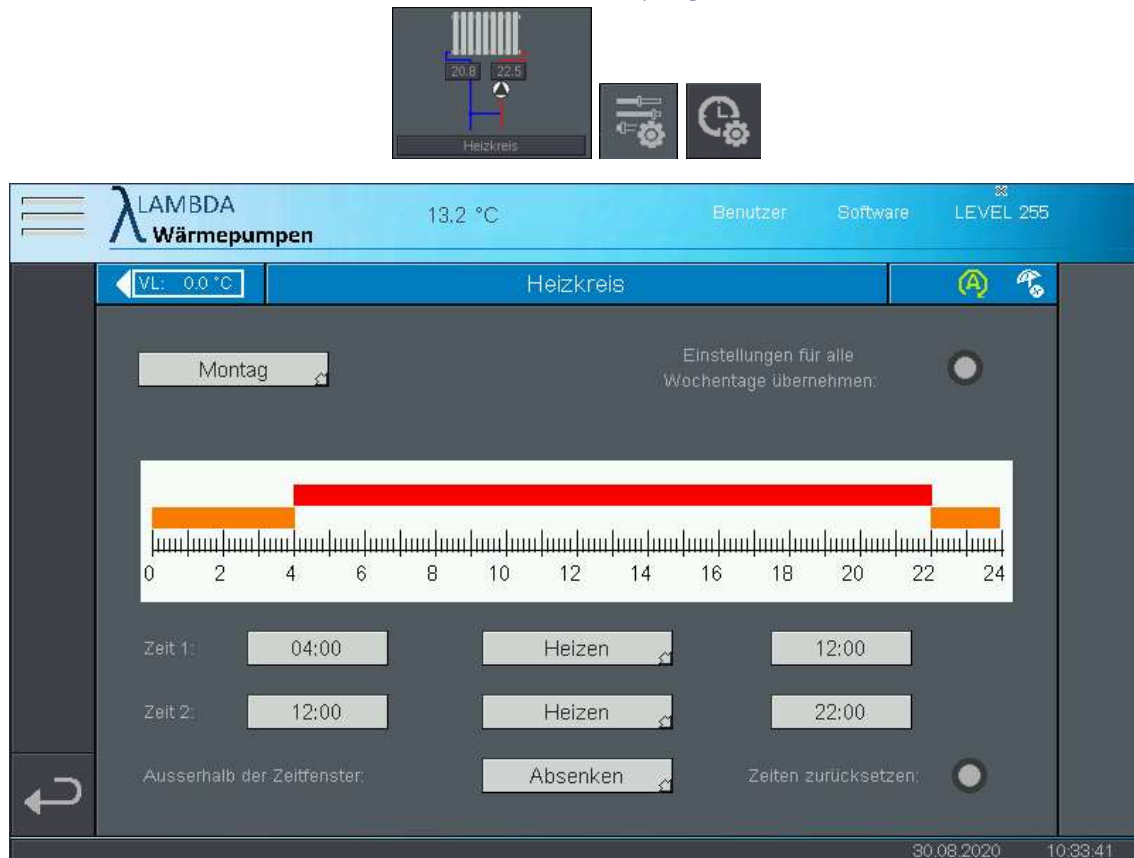 20.8 22.5
Heizkreis
LAMBDA
Wärmepumpen
13.2 °C
Benutzer Software LEVEL 255
VL: 0.0 °C
Heizkreis
A
Montag
Einstellungen für alle
Wochentage übernehmen:
0 2 4 6 8 10 12 14 16 18 20 22 24
Zeit 1: 04:00 Heizen 12:00
Zeit 2: 12:00 Heizen 22:00
Ausserhalb der Zeitfenster: Absenken Zeiten zurücksetzen:
30.08.2020 10:33:41